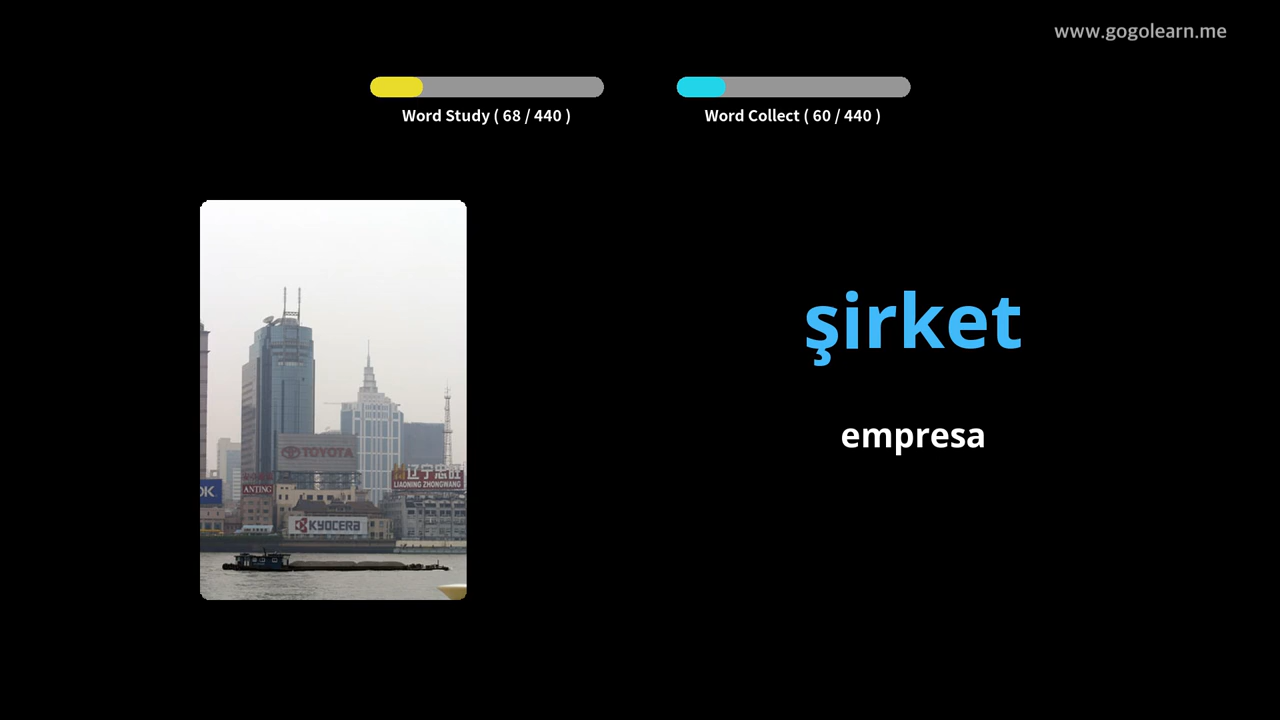 www.gogolearn.me
Word Study ( 68 / 440 )
Word Collect ( 60 / 440 )
şirket
empresa
TOYOTA
辽宁忠旺
LIAONING ZHONGWANG
ANTING
KYOCERA